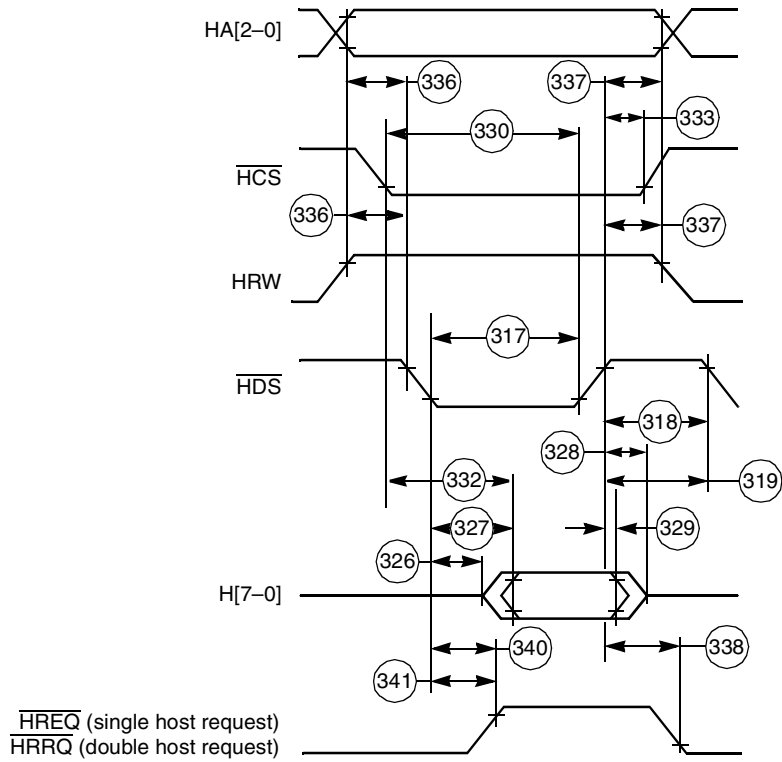 HA[2–0]
336
337
333
330
HCS
336
337
HRW
317
HDS
318
328
332
319
327
329
326
H[7–0]
340
338
341
HREQ (single host request)
HRRQ (double host request)